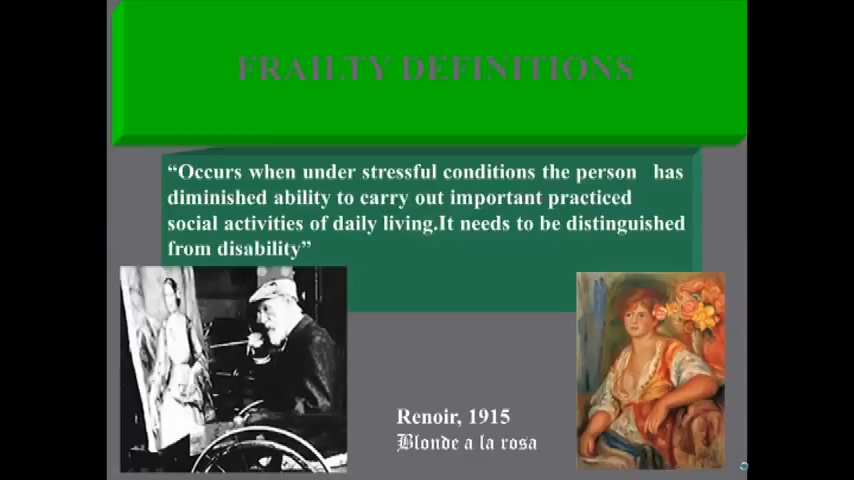 FRAILTY DEFINITIONS
“Occurs when under stressful conditions the person has
diminished ability to carry out important practiced
social activities of daily living.It needs to be distinguished
from disability”
Renoir, 1915
Blonde a la rosa